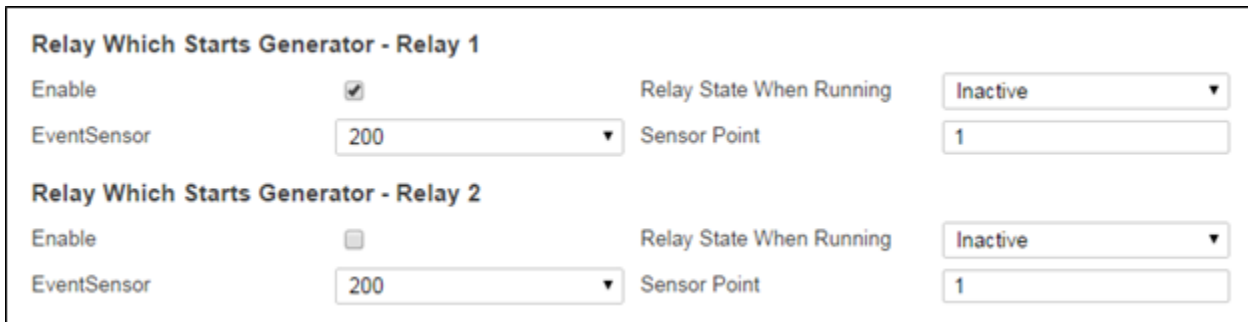 Relay Which Starts Generator - Relay 1
Enable Relay State When Running Inactive
EventSensor 200 Sensor Point 1
Relay Which Starts Generator - Relay 2
Enable Relay State When Running Inactive
EventSensor 200 Sensor Point 1